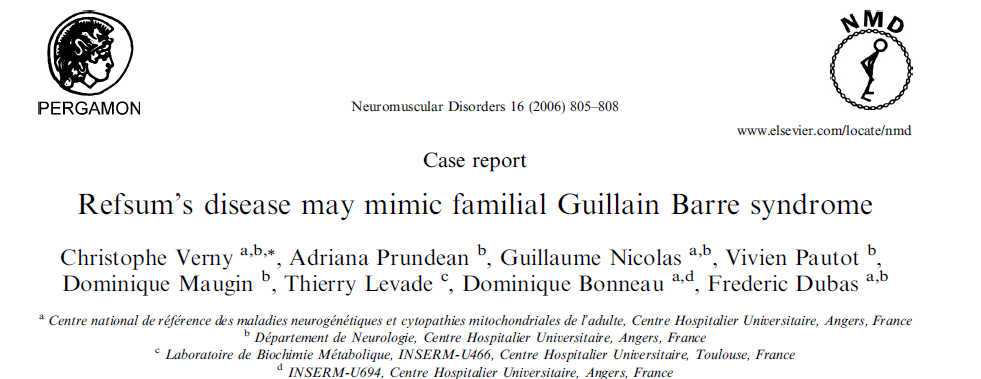 PERGAMON
NMD
Neuromuscular Disorders 16 (2006) 805–808
www.elsevier.com/locate/nmd
Case report
Refsum's disease may mimic familial Guillain Barre syndrome
Christophe Verny a,b,*, Adriana Prundean b, Guillaume Nicolas a,b, Vivien Pautot b,
Dominique Maugin b, Thierry Levade c, Dominique Bonneau a,d, Frederic Dubas a,b
a Centre national de référence des maladies neurogénétiques et cytopathies mitochondriales de l'adulte, Centre Hospitalier Universitaire, Angers, France
b Département de Neurologie, Centre Hospitalier Universitaire, Angers, France
c Laboratoire de Biochimie Métabolique, INSERM-U466, Centre Hospitalier Universitaire, Toulouse, France
d INSERM-U694, Centre Hospitalier Universitaire, Angers, France